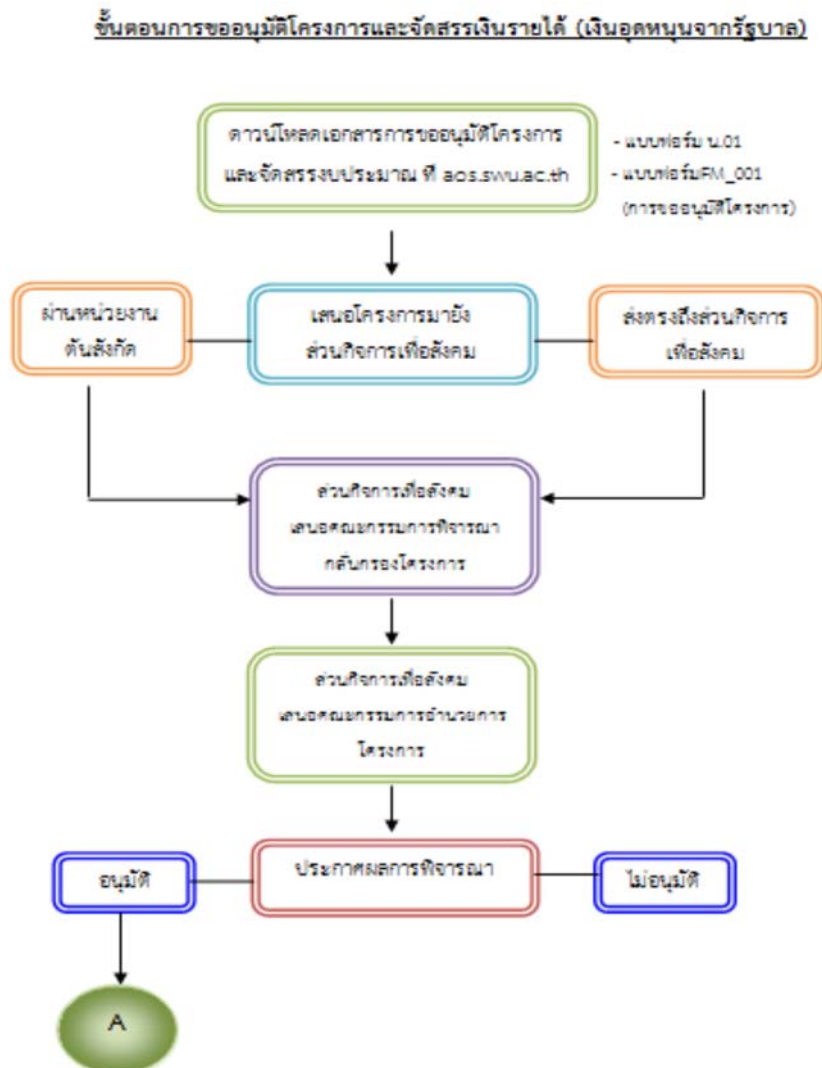 ขั้นตอนการขออนุมัติโครงการและจัดสรรเงินรายได้ (เงินอุดหนุนจากรัฐบาล)
ดาวน์โหลดเอกสารการขออนุมัติโครงการ
และจัดสรรงบประมาณ ที่ aos.swu.ac.th
- แบบฟอร์ม น.01
- แบบฟอร์มFM_001
(การขออนุมัติโครงการ)
ผ่านหน่วยงาน
ต้นสังกัด
เสนอโครงการมายัง
ส่วนกิจการเพื่อสังคม
ส่งตรงถึงส่วนกิจการ
เพื่อสังคม
ส่วนกิจการเพื่อสังคม
เสนอคณะกรรมการพิจารณา
กลั่นกรองโครงการ
ส่วนกิจการเพื่อสังคม
เสนอคณะกรรมการอำนวยการ
โครงการ
ประกาศผลการพิจารณา
อนุมัติ
ไม่อนุมัติ
A